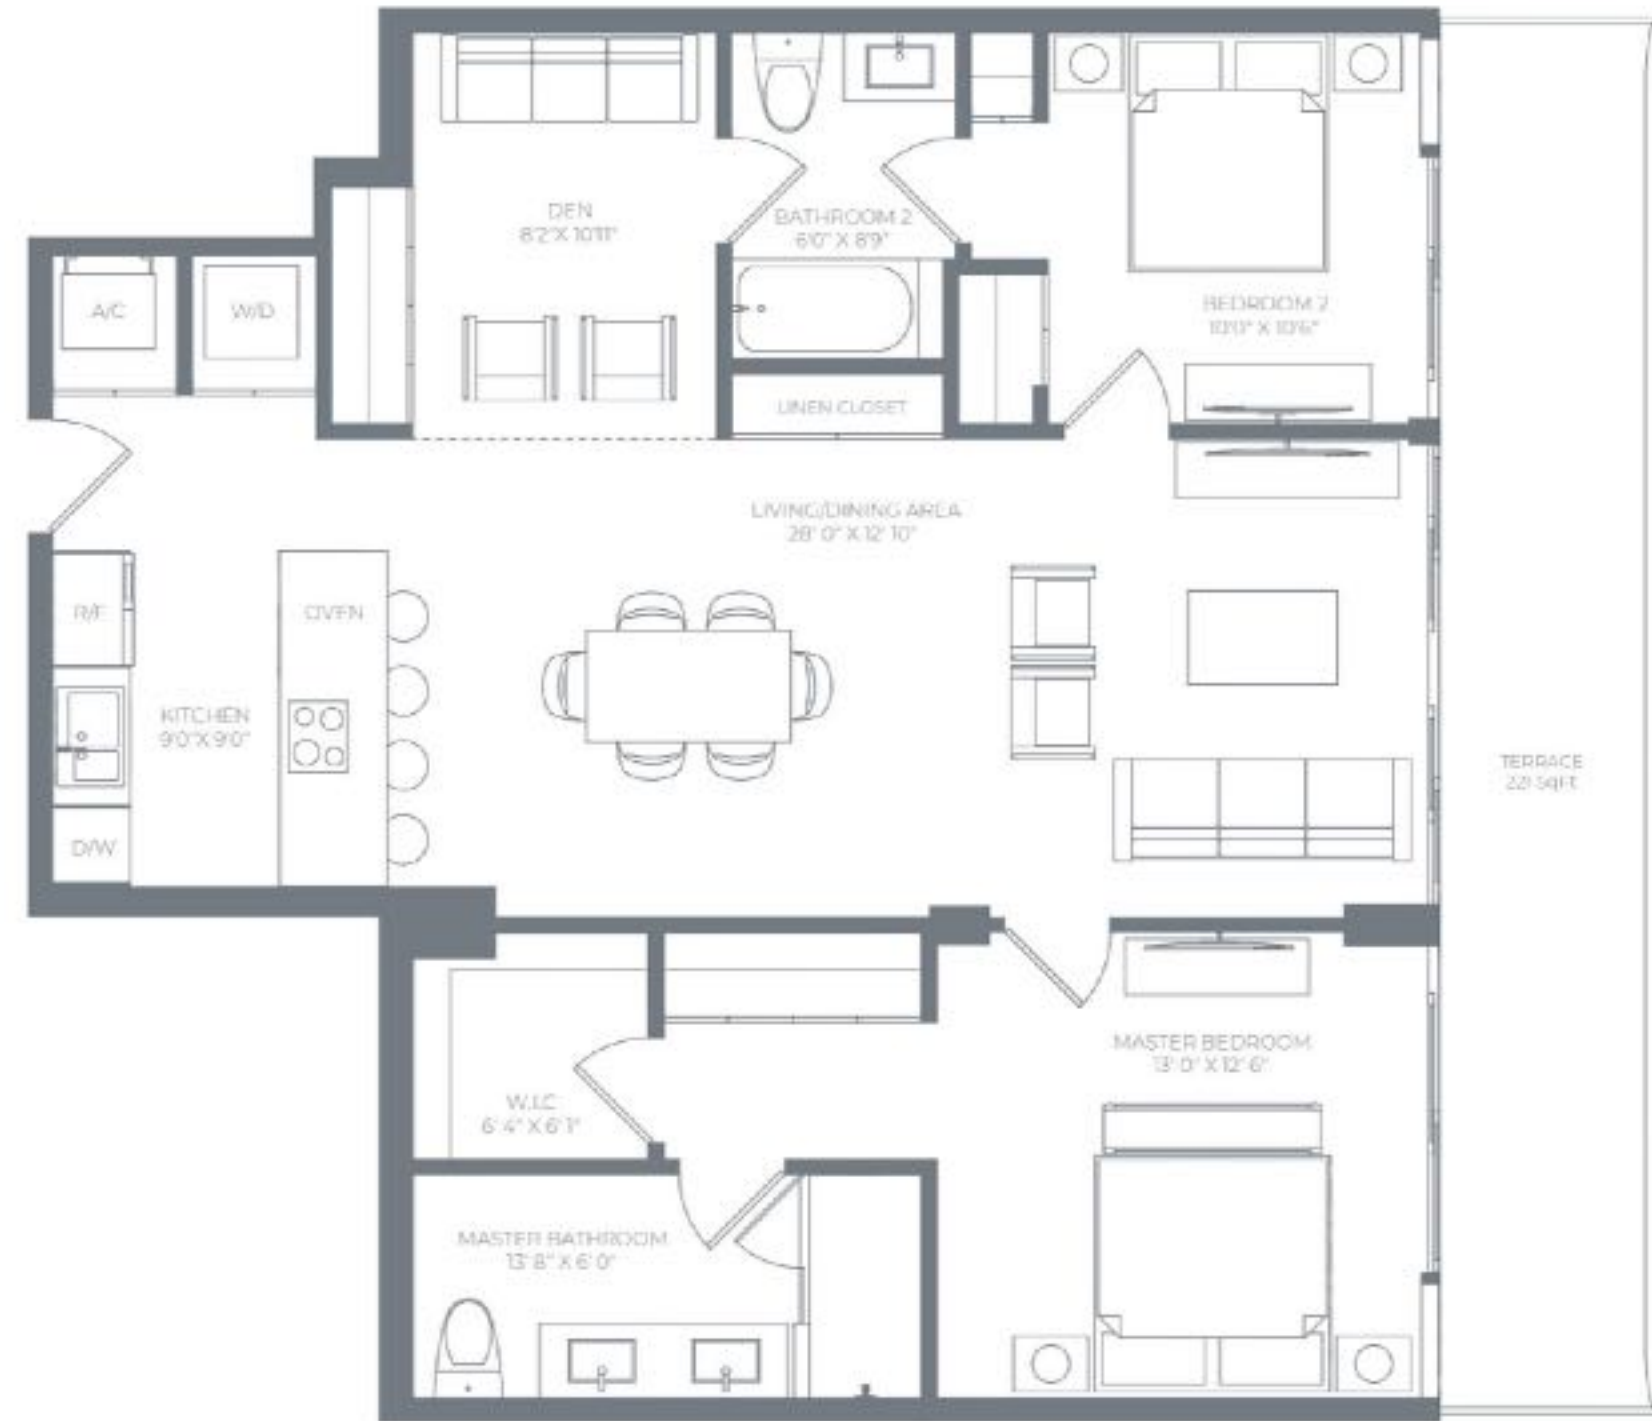 DEN
8'2" X 10'11"
BATHROOM 2
6'0" X 8'9"
A/C
W/D
BEDROOM 2
10'0" X 10'6"
LINEN CLOSET
LIVING/DINING AREA
28' 0" X 12' 10"
R/F
OVEN
KITCHEN
9'0" X 9'0"
TERRACE
221 SqFt
D/W
MASTER BEDROOM
13' 0" X 12' 6"
W.I.C
6' 4" X 6' 1"
MASTER BATHROOM
13' 8" X 6' 0"